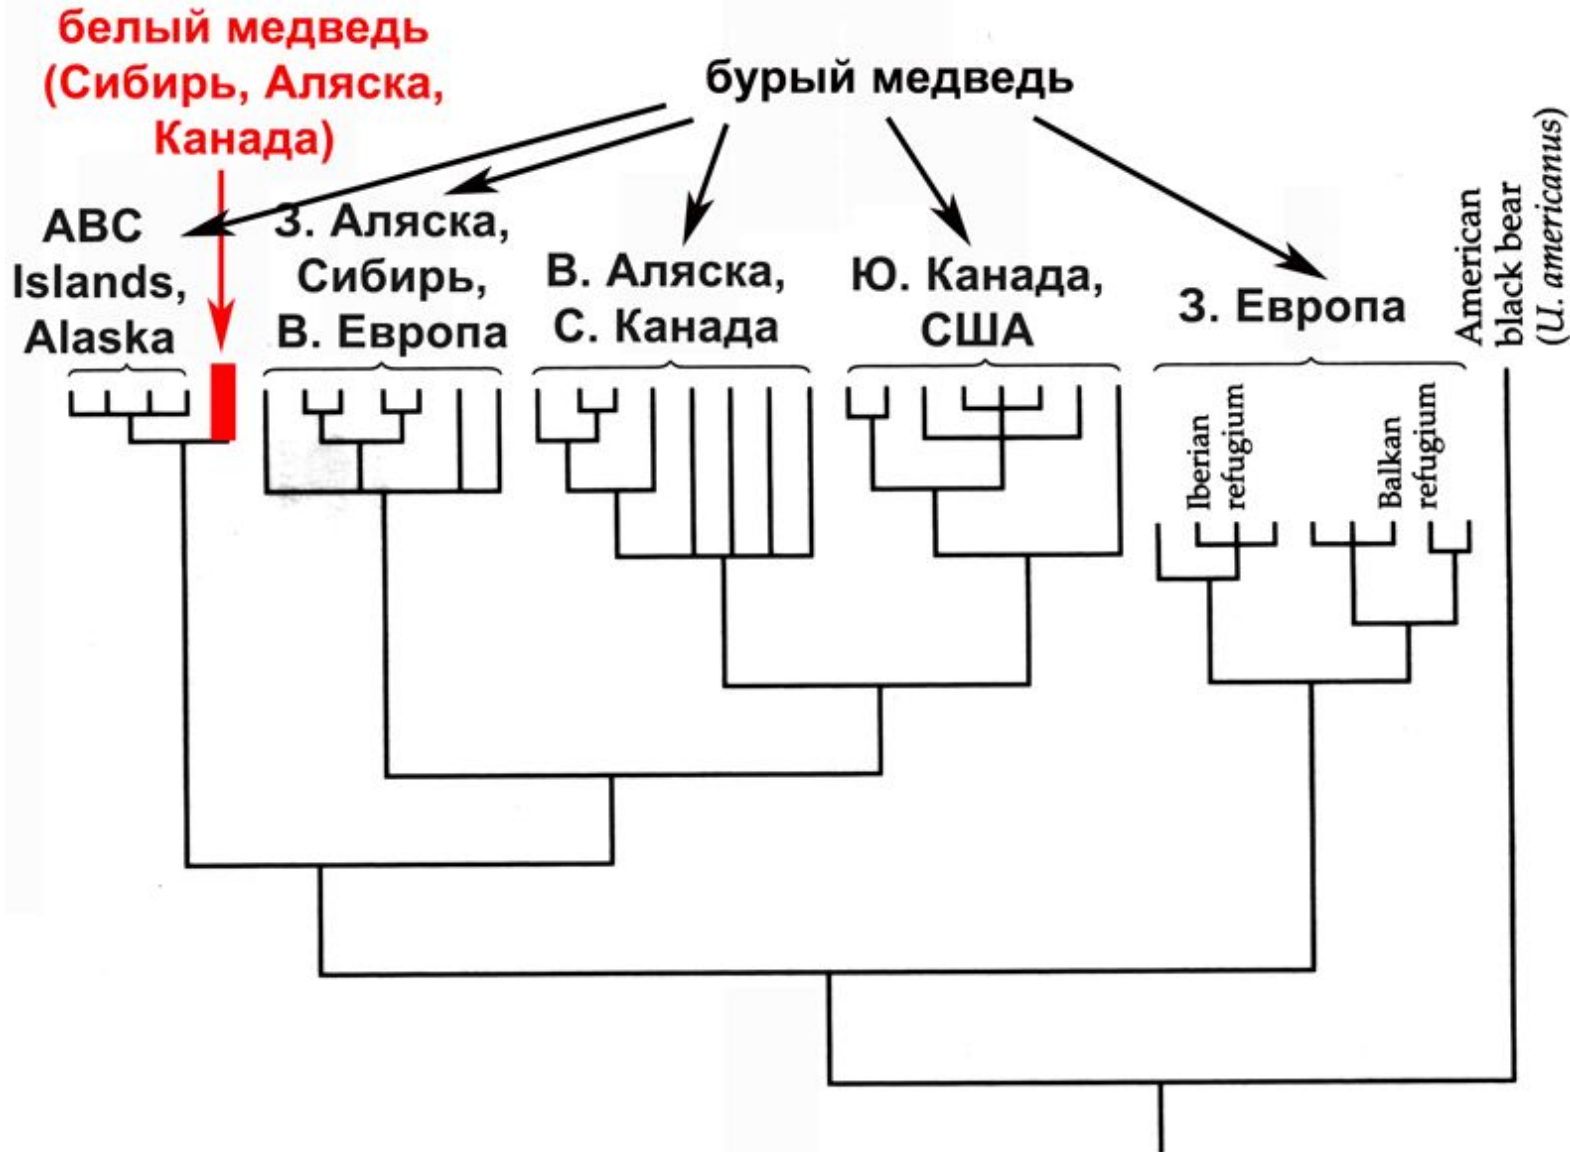 белый медведь
(Сибирь, Аляска,
Канада)
бурый медведь
ABC
Islands,
Alaska
З. Аляска,
Сибирь,
В. Европа
В. Аляска,
С. Канада
Ю. Канада,
США
З. Европа
Iberian
refugium
Balkan
refugium
American
black bear
(U. americanus)